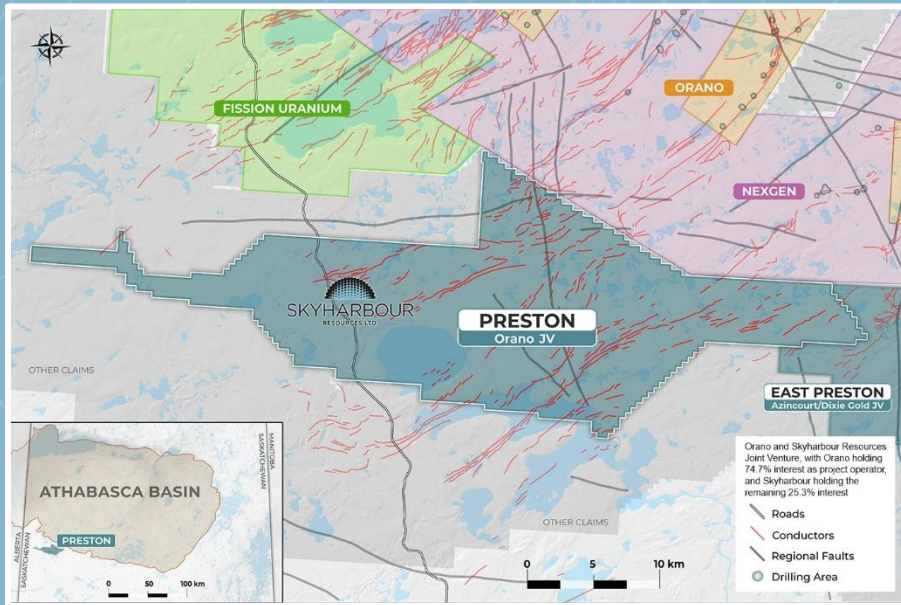 FISSION URANIUM
ORANO
NEXGEN
SKYHARBOUR
RESOURCES LTD
PRESTON
Orano JV
OTHER CLAIMS
EAST PRESTON
Azincourt/Dixie Gold JV
Orano and Skyharbour Resources
Joint Venture, with Orano holding
74.7% interest as project operator,
and Skyharbour holding the
remaining 25.3% interest
Roads
Conductors
Regional Faults
Drilling Area
OTHER CLAIMS
0 5 10 km
ATHABASCA BASIN
PRESTON
ALBERTA
SASKATCHEWAN
SASKATCHEWAN
MANITOBA
0 50 100 km